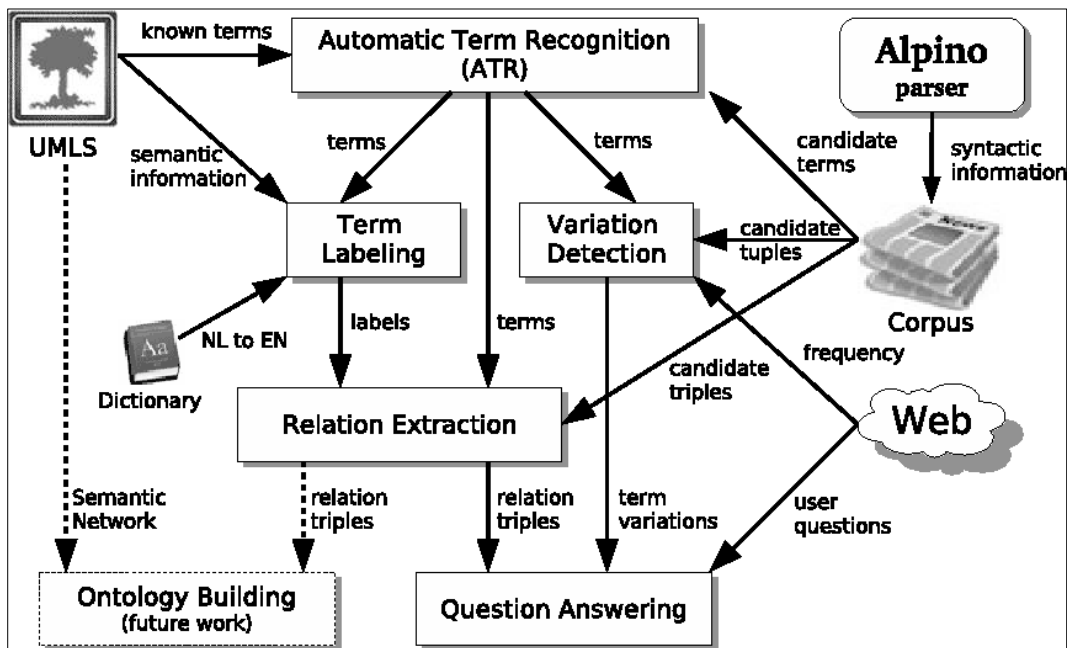 known terms
Automatic Term Recognition
(ATR)
Alpino
parser
UMLS
semantic
information
terms
terms
candidate
terms
syntactic
information
Term
Labeling
Variation
Detection
candidate
tuples
News
Corpus
Aa
NL to EN
Dictionary
labels
terms
frequency
candidate
triples
Relation Extraction
Web
Semantic
Network
relation
triples
relation
triples
term
variations
user
questions
Ontology Building
(future work)
Question Answering